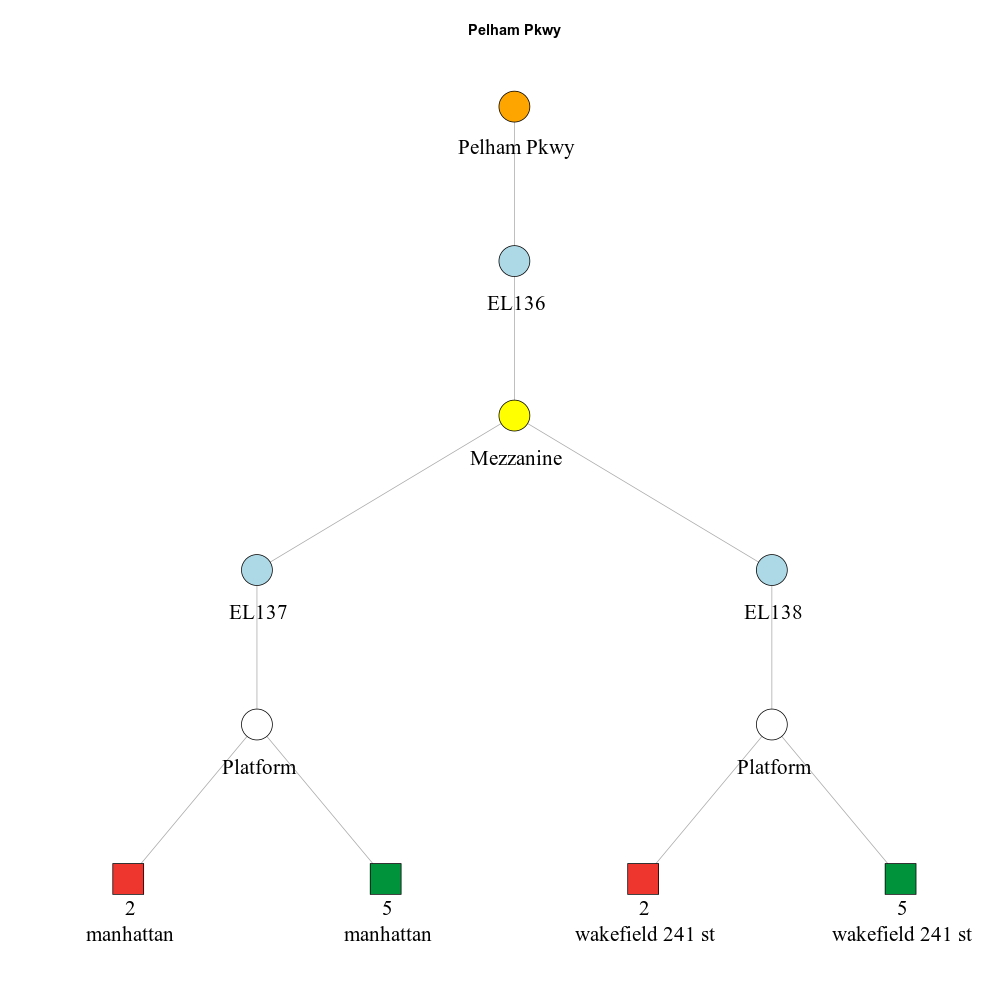 Pelham Pkwy
Pelham Pkwy
EL136
Mezzanine
EL137
EL138
Platform
Platform
2
manhattan
5
manhattan
2
wakefield 241 st
5
wakefield 241 st